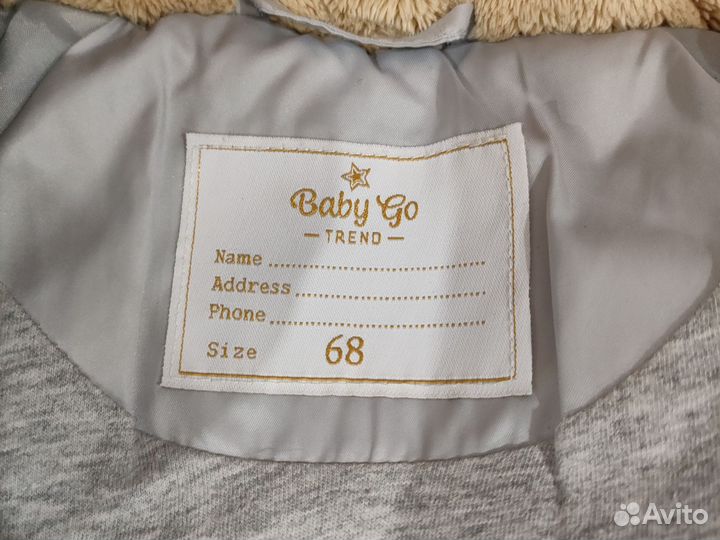 Baby Go
— TREND —
Name
Address
Phone
Size 68
Avito